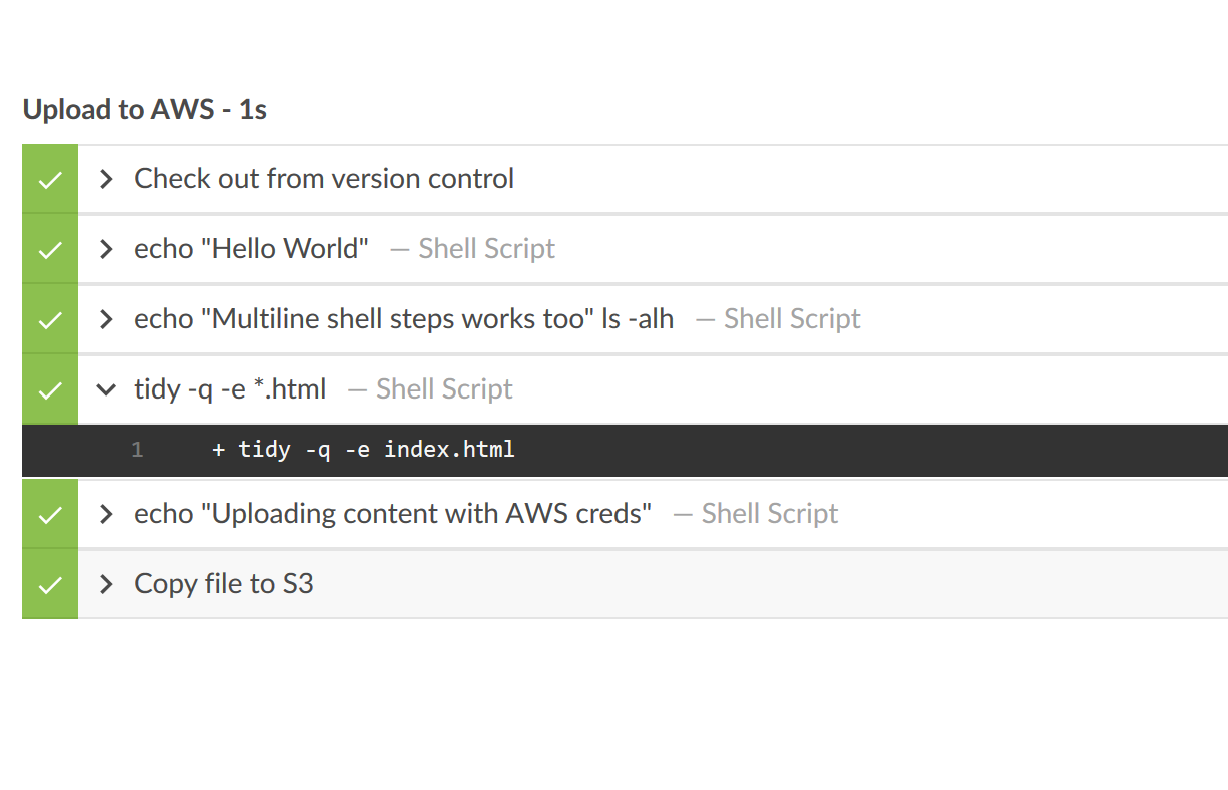 Upload to AWS - 1s
Check out from version control
echo "Hello World" — Shell Script
echo "Multiline shell steps works too" ls -alh — Shell Script
tidy -q -e *.html — Shell Script
1 + tidy -q -e index.html
echo "Uploading content with AWS creds" — Shell Script
Copy file to S3